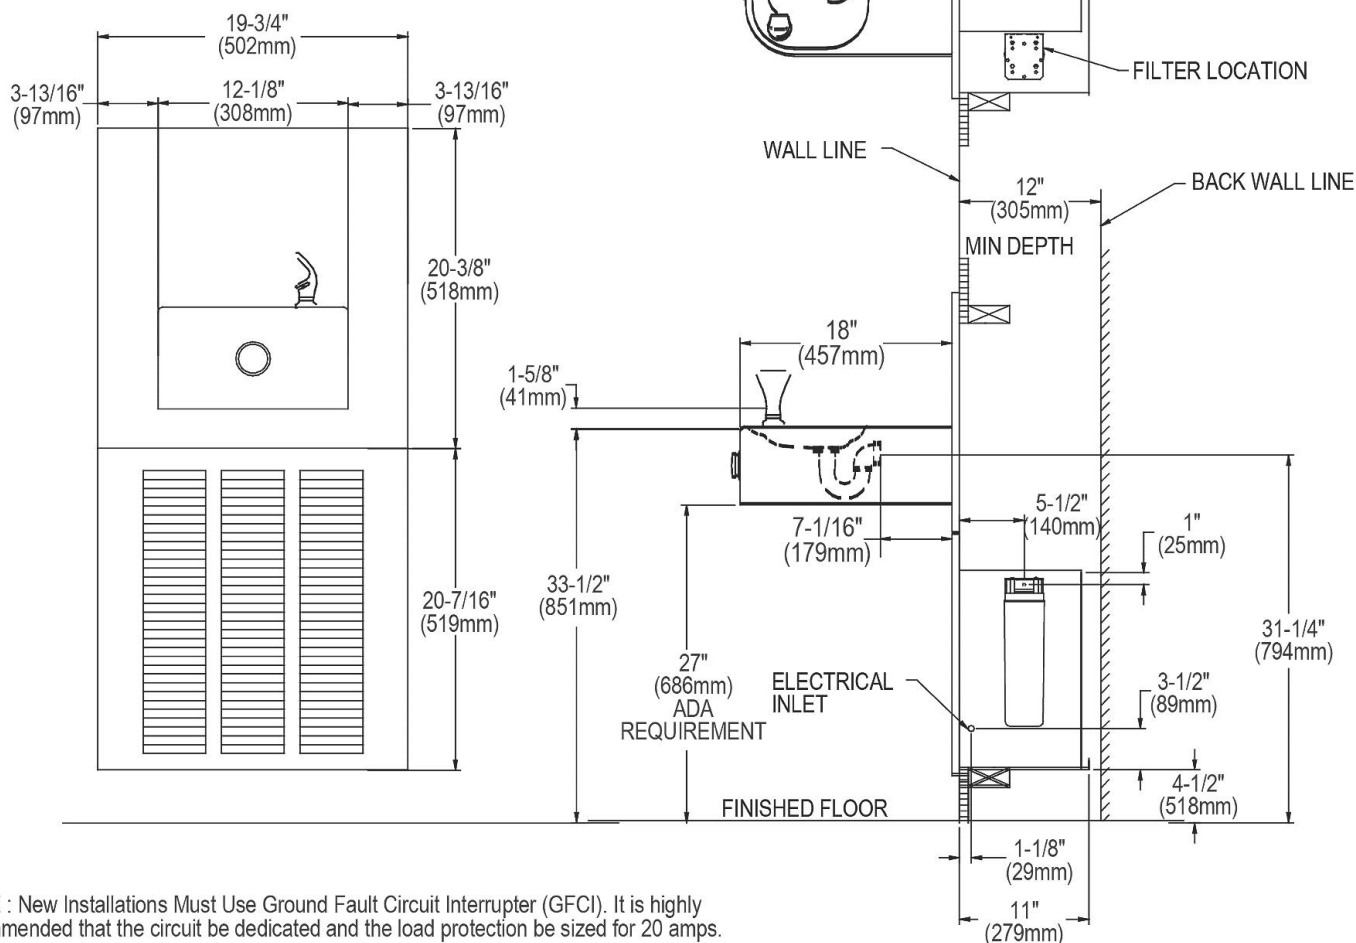 19-3/4"
(502mm)
3-13/16"
(97mm)
12-1/8"
(308mm)
3-13/16"
(97mm)
FILTER LOCATION
WALL LINE
12"
(305mm)
MIN DEPTH
BACK WALL LINE
20-3/8"
(518mm)
18"
(457mm)
1-5/8"
(41mm)
5-1/2"
(140mm)
7-1/16"
(179mm)
1"
(25mm)
33-1/2"
(851mm)
20-7/16"
(519mm)
31-1/4"
(794mm)
27"
(686mm)
ADA
REQUIREMENT
ELECTRICAL
INLET
3-1/2"
(89mm)
4-1/2"
(518mm)
FINISHED FLOOR
1-1/8"
(29mm)
11"
(279mm)
: New Installations Must Use Ground Fault Circuit Interrupter (GFCI). It is highly
mmended that the circuit be dedicated and the load protection be sized for 20 amps.